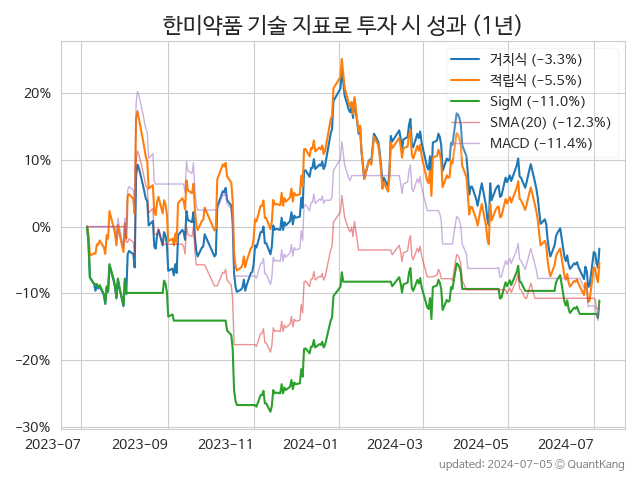 한미약품 기술 지표로 투자 시 성과 (1년)
거치식 (−3.3%)
적립식 (−5.5%)
SigM (−11.0%)
SMA(20) (−12.3%)
MACD (−11.4%)
20%
10%
0%
−10%
−20%
−30%
2023-07 2023-09 2023-11 2024-01 2024-03 2024-05 2024-07
updated: 2024-07-05 ⓒ QuantKang